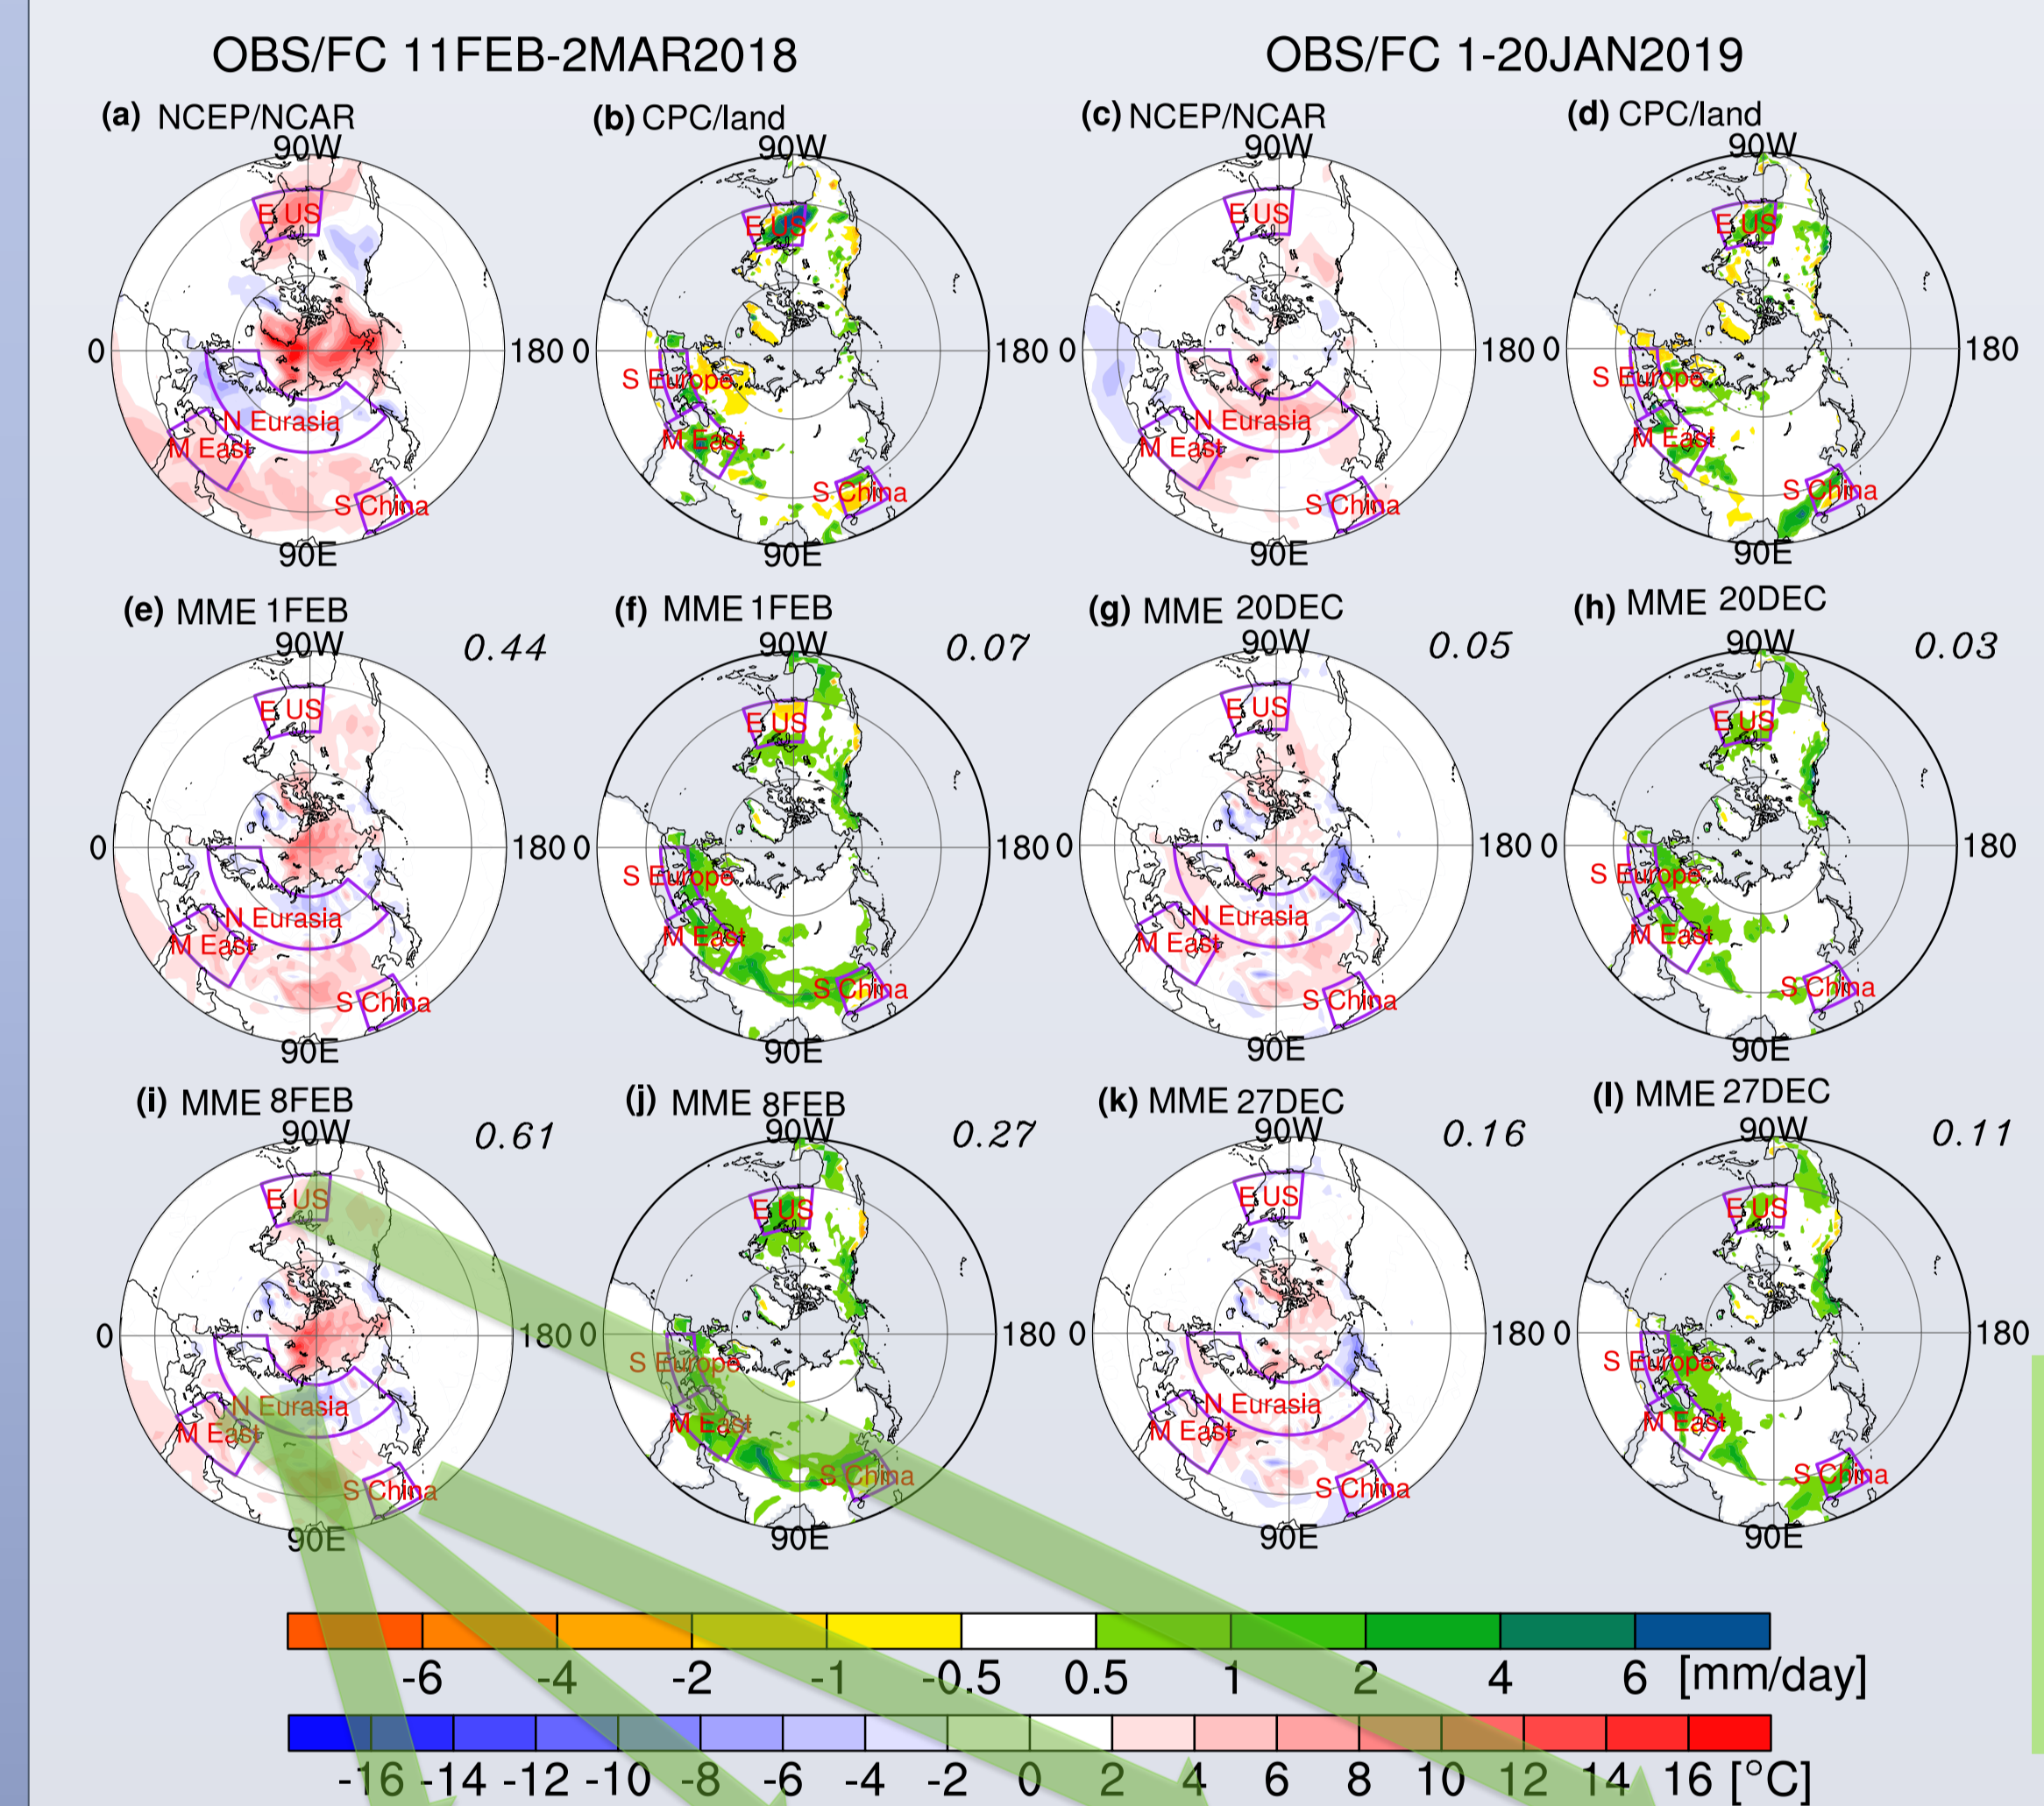 OBS/FC 11FEB-2MAR2018
OBS/FC 1-20JAN2019
(a) NCEP/NCAR
(b) CPC/land
(c) NCEP/NCAR
(d) CPC/land
90W
90W
90W
90W
E US
E US
E US
E US
0
180
0
180
0
180
0
180
S Europe
S Europe
N Eurasia
N Eurasia
M East
M East
M East
M East
S China
S China
S China
S China
90E
90E
90E
90E
(e) MME 1FEB
(f) MME 1FEB
(g) MME 20DEC
(h) MME 20DEC
90W
0.44
90W
0.07
90W
0.05
90W
0.03
E US
E US
E US
E US
0
180
0
180
0
180
0
180
S Europe
S Europe
N Eurasia
N Eurasia
M East
M East
M East
M East
S China
S China
S China
S China
90E
90E
90E
90E
(i) MME 8FEB
(j) MME 8FEB
(k) MME 27DEC
(l) MME 27DEC
90W
0.61
90W
0.27
90W
0.16
90W
0.11
E US
E US
E US
E US
0
180
0
180
0
180
0
180
S Europe
S Europe
N Eurasia
N Eurasia
M East
M East
M East
M East
S China
S China
S China
S China
90E
90E
90E
90E
-6 -4 -2 -1 -0.5 0.5 1 2 4 6 [mm/day]
-16 -14 -12 -10 -8 -6 -4 -2 0 2 4 6 8 10 12 14 16 [°C]